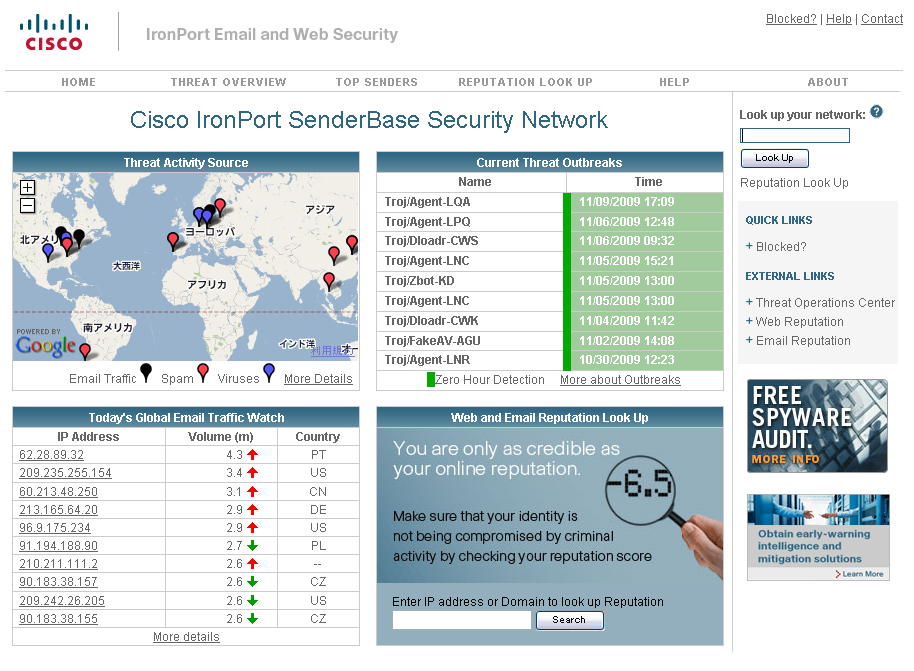 Blocked? | Help | Contact
CISCO
IronPort Email and Web Security
HOME
THREAT OVERVIEW
TOP SENDERS
REPUTATION LOOK UP
HELP
ABOUT
Cisco IronPort SenderBase Security Network
Threat Activity Source
+
−
アジア
北アメリ
ヨーロッパ
大西洋
アフリカ
南アメリカ
インド洋
オー
POWERED BY
Google
利用規約
Email Traffic
Spam
Viruses
More Details
Current Threat Outbreaks
Name Time
Troj/Agent-LQA 11/09/2009 17:09
Troj/Agent-LPQ 11/06/2009 12:48
Troj/Dloadr-CWS 11/06/2009 09:32
Troj/Agent-LNC 11/05/2009 15:21
Troj/Zbot-KD 11/05/2009 13:00
Troj/Agent-LNC 11/05/2009 13:00
Troj/Dloadr-CWK 11/04/2009 11:42
Troj/FakeAV-AGU 11/02/2009 14:08
Troj/Agent-LNR 10/30/2009 12:23
Zero Hour Detection More about Outbreaks
Today's Global Email Traffic Watch
IP Address Volume (m) Country
62.28.89.32 4.3 PT
209.235.255.154 3.4 US
60.213.48.250 3.1 CN
213.165.64.20 2.9 DE
96.9.175.234 2.9 US
91.194.188.90 2.7 PL
210.211.111.2 2.6 --
90.183.38.157 2.6 CZ
209.242.26.205 2.6 US
90.183.38.155 2.6 CZ
More details
Web and Email Reputation Look Up
You are only as credible as
your online reputation.
-6.5
Make sure that your identity is
not being compromised by criminal
activity by checking your reputation score
Enter IP address or Domain to look up Reputation
Search
Look up your network: ?
Look Up
Reputation Look Up
QUICK LINKS
+ Blocked?
EXTERNAL LINKS
+ Threat Operations Center
+ Web Reputation
+ Email Reputation
FREE
SPYWARE
AUDIT.
MORE INFO
Obtain early-warning
intelligence and
mitigation solutions
Learn More